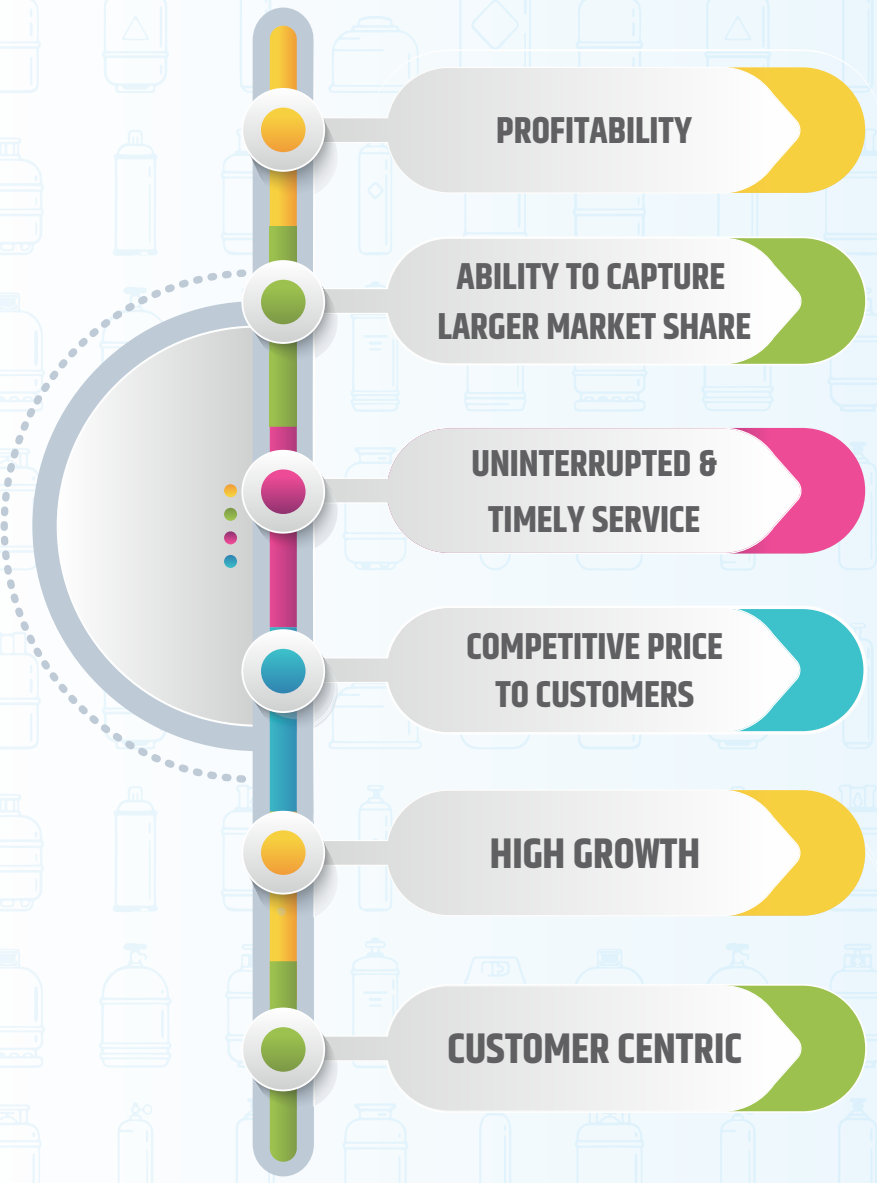 PROFITABILITY
ABILITY TO CAPTURE
LARGER MARKET SHARE
UNINTERRUPTED &
TIMELY SERVICE
COMPETITIVE PRICE
TO CUSTOMERS
HIGH GROWTH
CUSTOMER CENTRIC